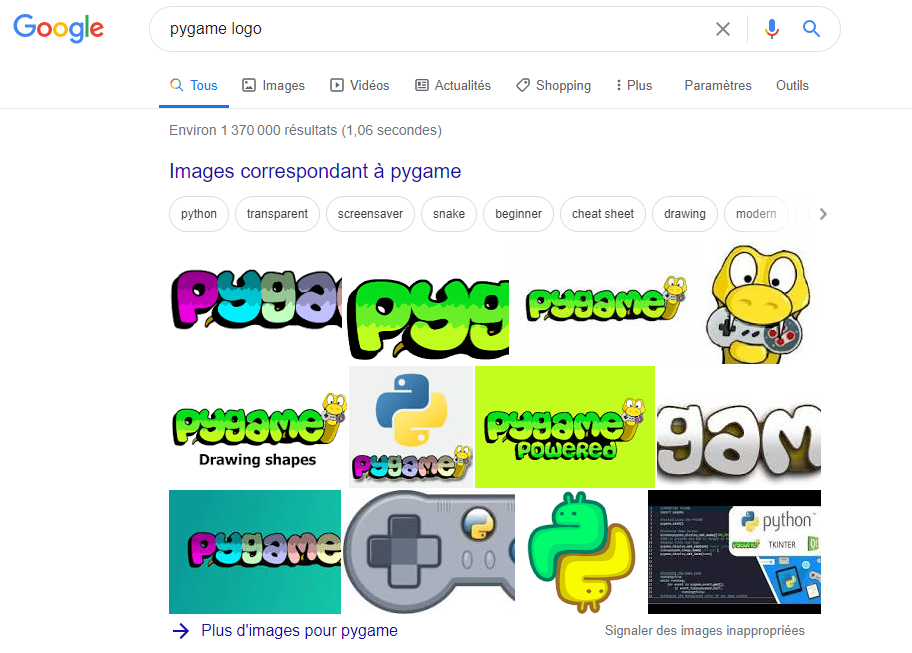 Google
pygame logo
Tous Images Vidéos Actualités Shopping Plus Paramètres Outils
Environ 1 370 000 résultats (1,06 secondes)
Images correspondant à pygame
python transparent screensaver snake beginner cheat sheet drawing modern
Pyga
Pyg
Pygame
Pygame
Drawing shapes
Pygame
Pygame
POWERED
gam
Pygame
python
TKINTER
Plus d'images pour pygame
Signaler des images inappropriées